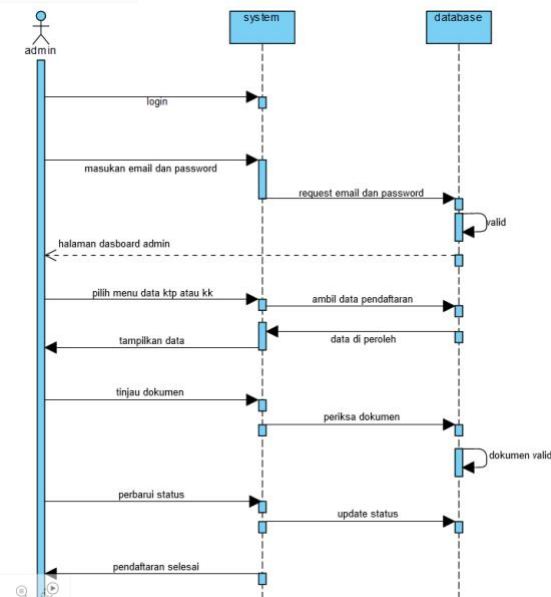 system
database
admin
login
masukan email dan password
request email dan password
valid
halaman dasboard admin
pilih menu data ktp atau kk
ambil data pendaftaran
data di peroleh
tampilkan data
tinjau dokumen
periksa dokumen
dokumen valid
perbarui status
update status
pendaftaran selesai